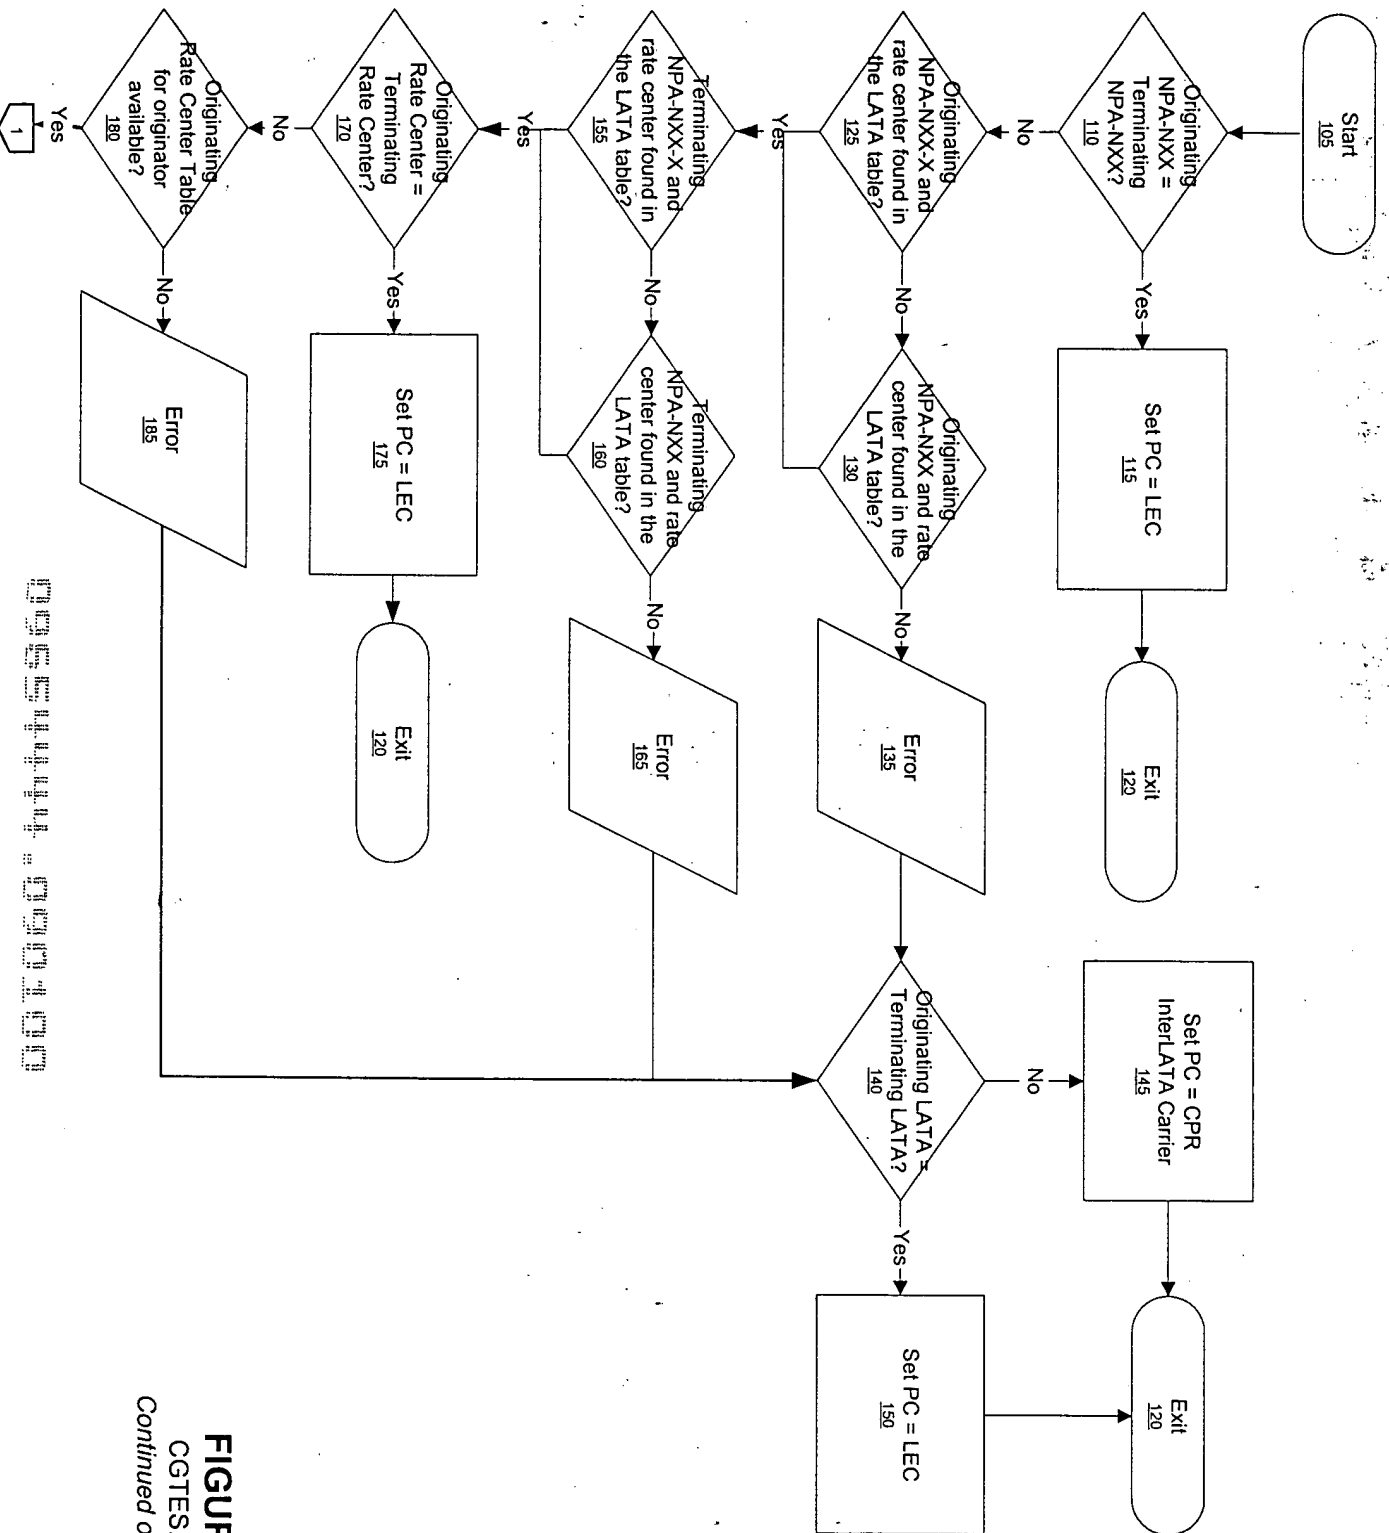 Start
105
Originating
NPA-NXX =
Terminating
NPA-NXX?
110
Yes
Set PC = LEC
115
Exit
120
No
Originating
NPA-NXX-X and
rate center found in
the LATA table?
125
No
Originating
NPA-NXX and rate
center found in the
LATA table?
130
No
Error
135
Originating LATA =
Terminating LATA?
140
No
Set PC = CPR
InterLATA Carrier
145
Exit
120
Yes
Set PC = LEC
150
Yes
Terminating
NPA-NXX-X and
rate center found in
the LATA table?
155
No
Terminating
NPA-NXX and rate
center found in the
LATA table?
160
No
Error
165
Yes
Originating
Rate Center =
Terminating
Rate Center?
170
Yes
Set PC = LEC
175
Exit
120
No
Originating
Rate Center Table
for originator
available?
180
No
Error
185
Yes
1
CGTES
Continued
09654444.090100